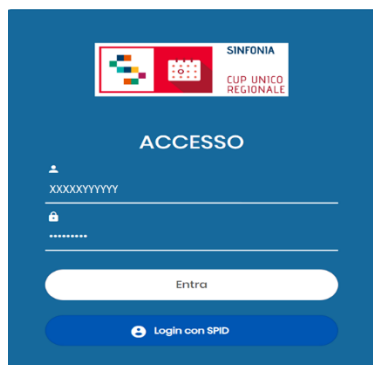 SINFONIA
CUP UNICO
REGIONALE
ACCESSO
XXXXXYYYYYY
•••••••••
Entra
Login con SPID